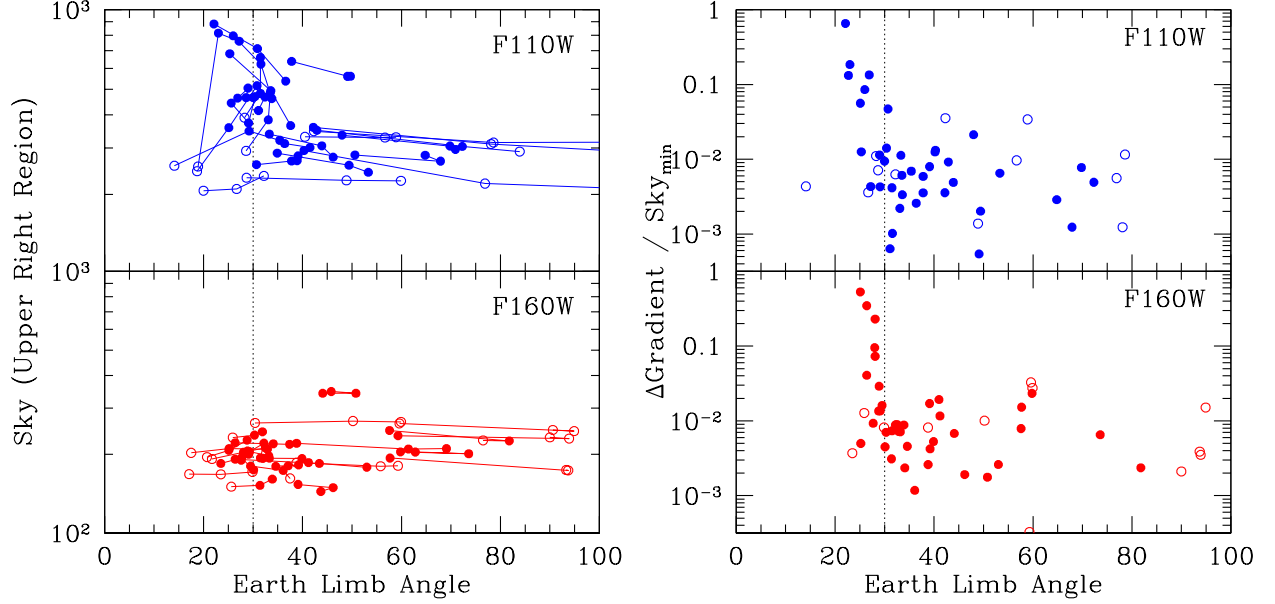 10³
F110W
10³
F160W
10²
0 20 40 60 80 100
Earth Limb Angle
Sky (Upper Right Region)
1
F110W
0.1
10⁻²
10⁻³
1
F160W
0.1
10⁻²
10⁻³
0 20 40 60 80 100
Earth Limb Angle
ΔGradient / Sky_min